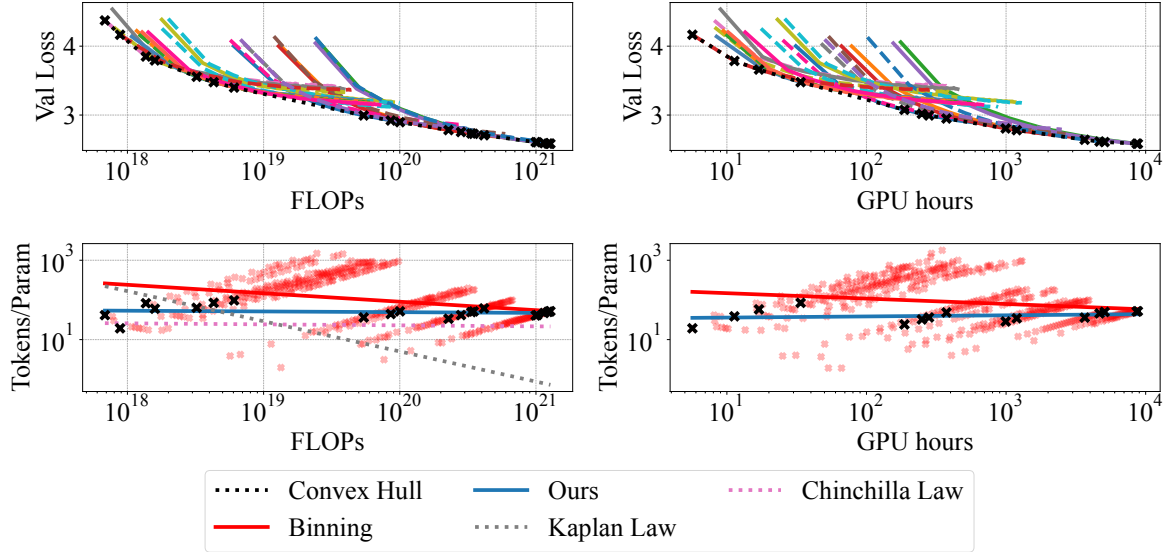 Val Loss
4
3
10^18
10^19
10^20
10^21
FLOPs
Val Loss
4
3
10^1
10^2
10^3
10^4
GPU hours
Tokens/Param
10^3
10^1
10^18
10^19
10^20
10^21
FLOPs
Tokens/Param
10^3
10^1
10^1
10^2
10^3
10^4
GPU hours
Convex Hull
Ours
Chinchilla Law
Binning
Kaplan Law